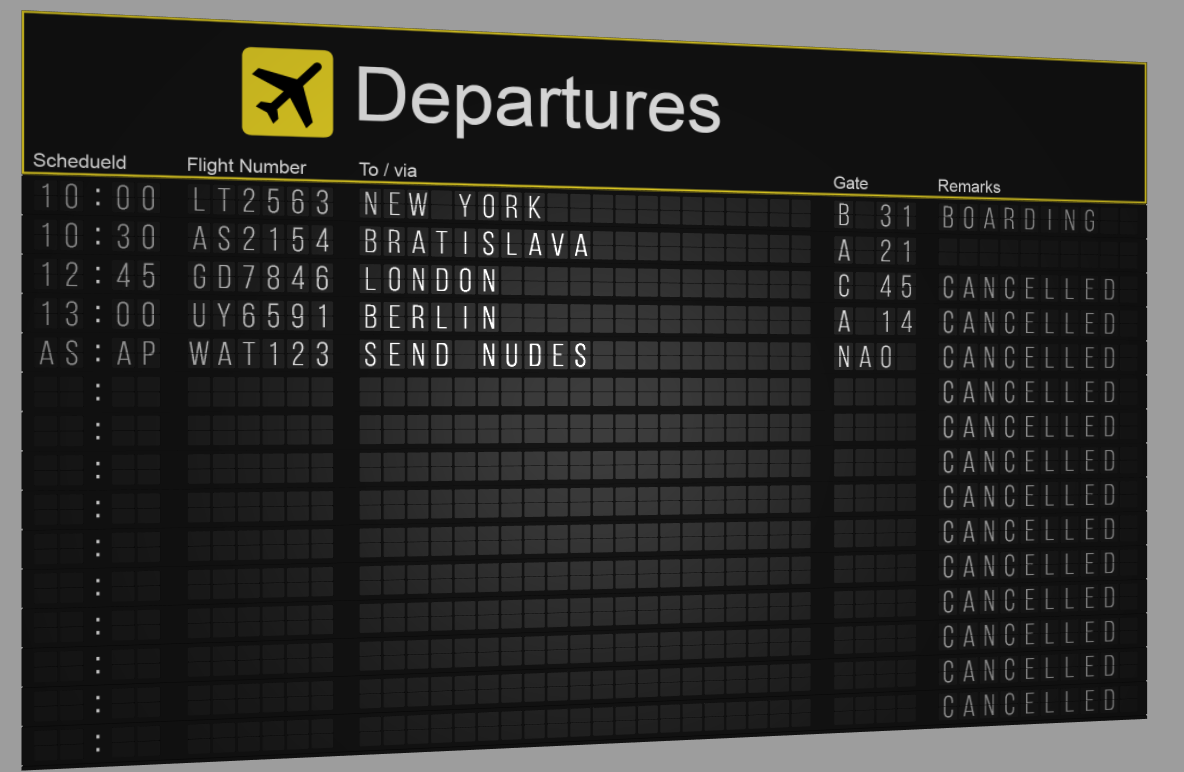 Departures
Schedueld Flight Number To / via Gate Remarks
10:00 LT2563 NEW YORK B 31 BOARDING
10:30 AS2154 BRATISLAVA A 21
12:45 GD7846 LONDON C 45 CANCELLED
13:00 UY6591 BERLIN A 14 CANCELLED
AS:AP WAT123 SEND NUDES NAO CANCELLED
: CANCELLED
: CANCELLED
: CANCELLED
: CANCELLED
: CANCELLED
: CANCELLED
: CANCELLED
: CANCELLED
: CANCELLED
: CANCELLED